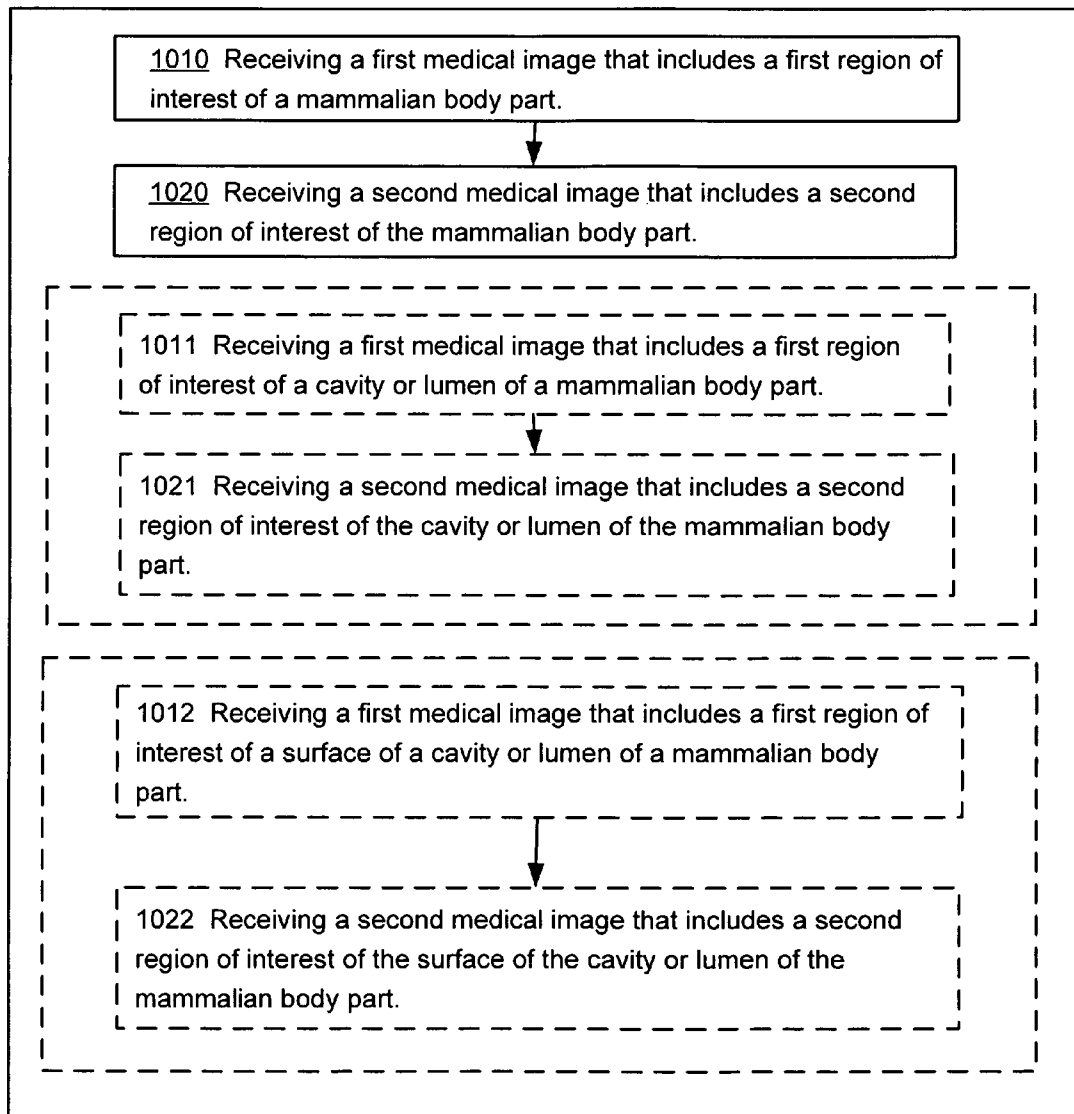 1010 Receiving a first medical image that includes a first region of
interest of a mammalian body part.
1020 Receiving a second medical image that includes a second
region of interest of the mammalian body part.
1011 Receiving a first medical image that includes a first region
of interest of a cavity or lumen of a mammalian body part.
1021 Receiving a second medical image that includes a second
region of interest of the cavity or lumen of the mammalian body
part.
1012 Receiving a first medical image that includes a first region of
interest of a surface of a cavity or lumen of a mammalian body
part.
1022 Receiving a second medical image that includes a second
region of interest of the surface of the cavity or lumen of the
mammalian body part.